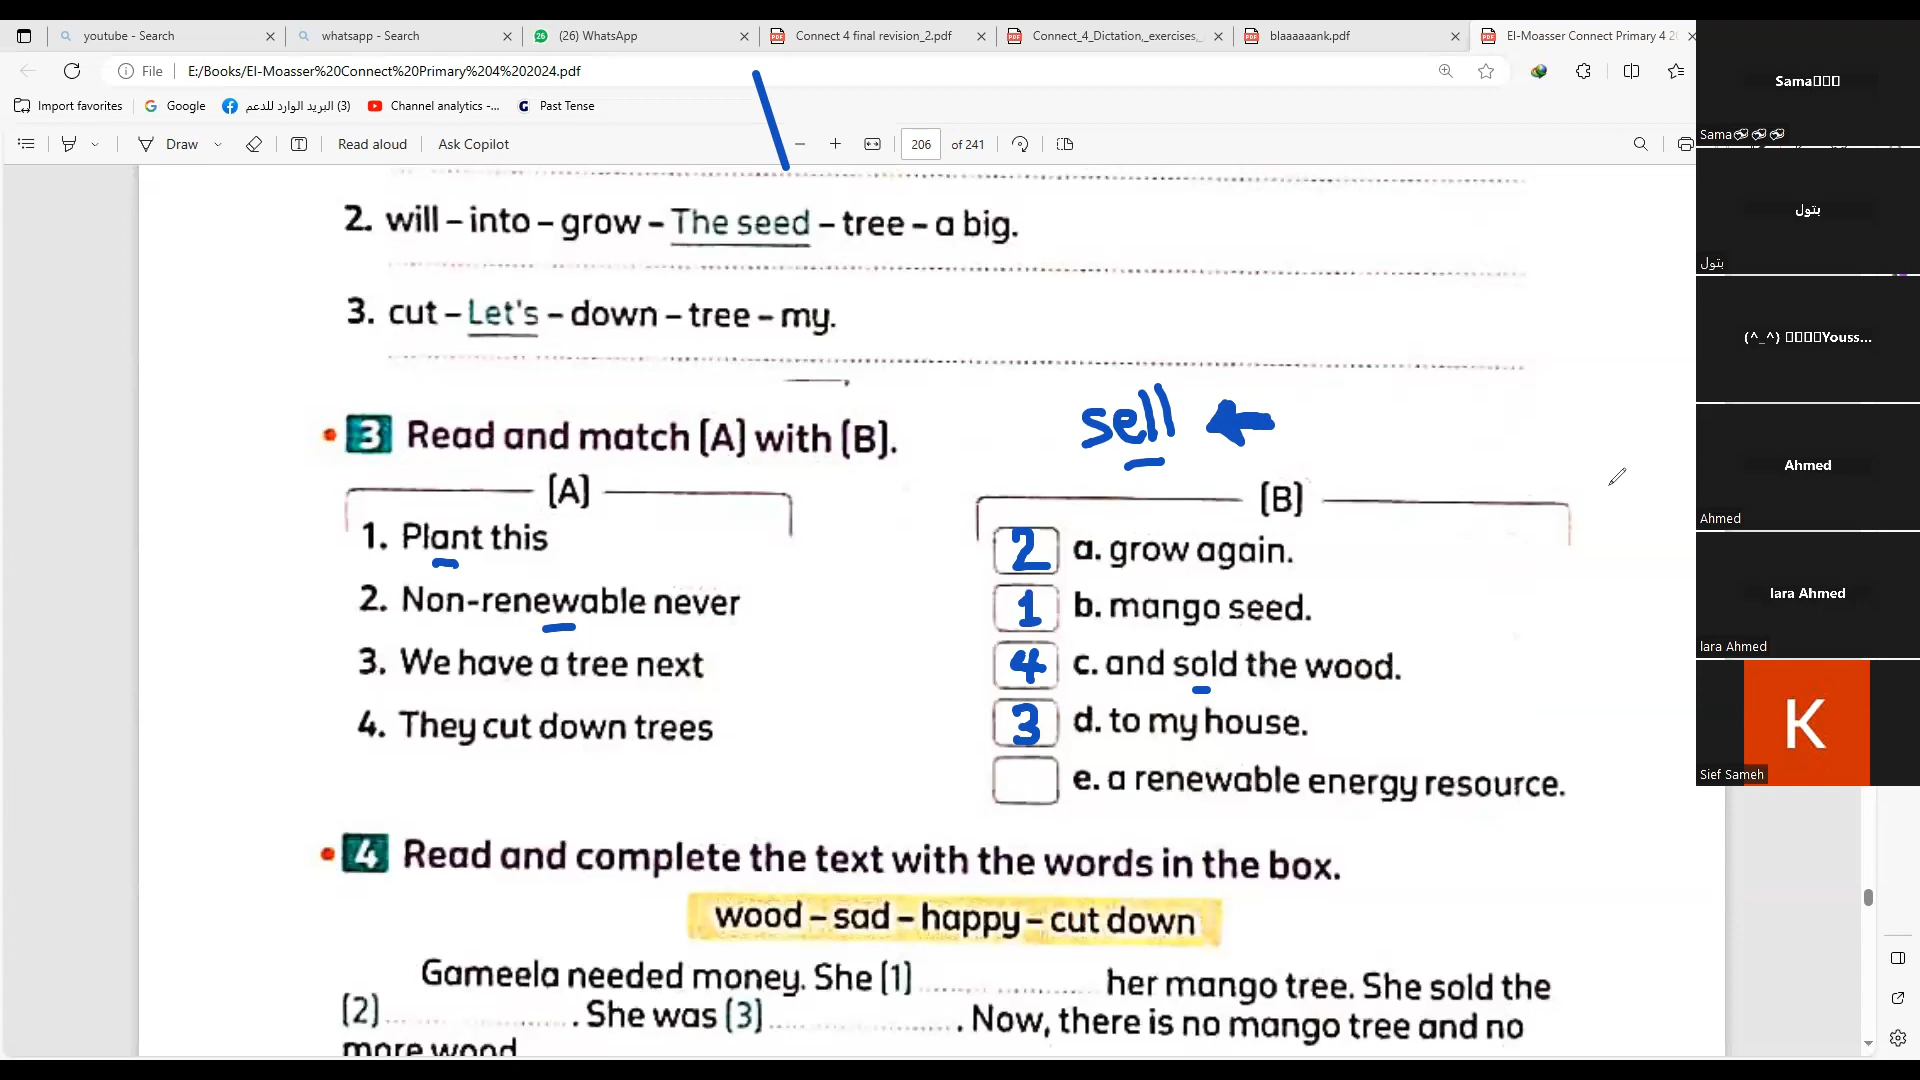 youtube - Search
whatsapp - Search
(26) WhatsApp
Connect 4 final revision_2.pdf
Connect_4_Dictation,_exercises,_
blaaaaaank.pdf
El-Moasser Connect Primary 4 20
File
E:/Books/El-Moasser%20Connect%20Primary%204%202024.pdf
Import favorites
Google
(3) البريد الوارد للدعم
Channel analytics -...
Past Tense
Draw
Read aloud
Ask Copilot
206 of 241
2. will – into – grow – The seed – tree – a big.
3. cut – Let's – down – tree – my.
sell
3 Read and match (A) with (B).
(A)
(B)
1. Plant this
2 a. grow again.
2. Non-renewable never
1 b. mango seed.
3. We have a tree next
4 c. and sold the wood.
4. They cut down trees
3 d. to my house.
e. a renewable energy resource.
4 Read and complete the text with the words in the box.
wood – sad – happy – cut down
Gameela needed money. She (1) .................... her mango tree. She sold the
(2) .................... . She was (3) .................... . Now, there is no mango tree and no
more wood
Sama
Sama
بتول
بتول
(^_^) Youss...
Ahmed
Ahmed
lara Ahmed
lara Ahmed
K
Sief Sameh